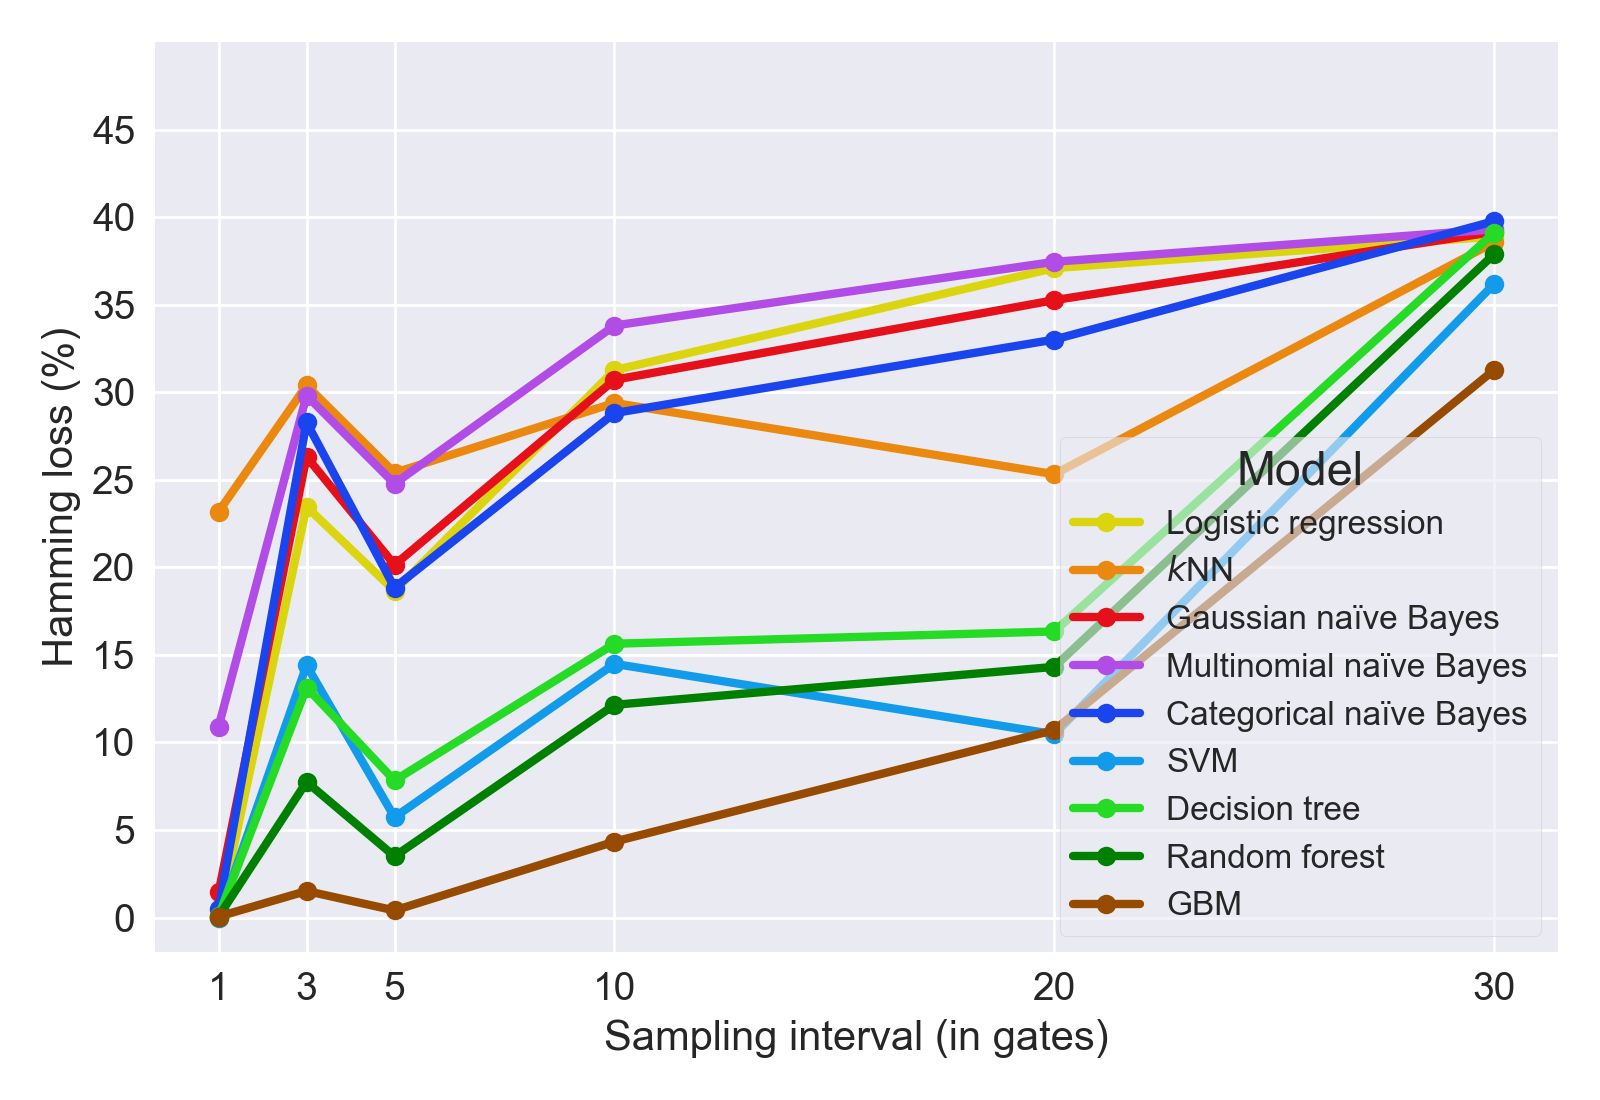 45
40
35
30
25
20
15
10
5
0
Hamming loss (%)
Model
Logistic regression
kNN
Gaussian naïve Bayes
Multinomial naïve Bayes
Categorical naïve Bayes
SVM
Decision tree
Random forest
GBM
1 3 5 10 20 30
Sampling interval (in gates)